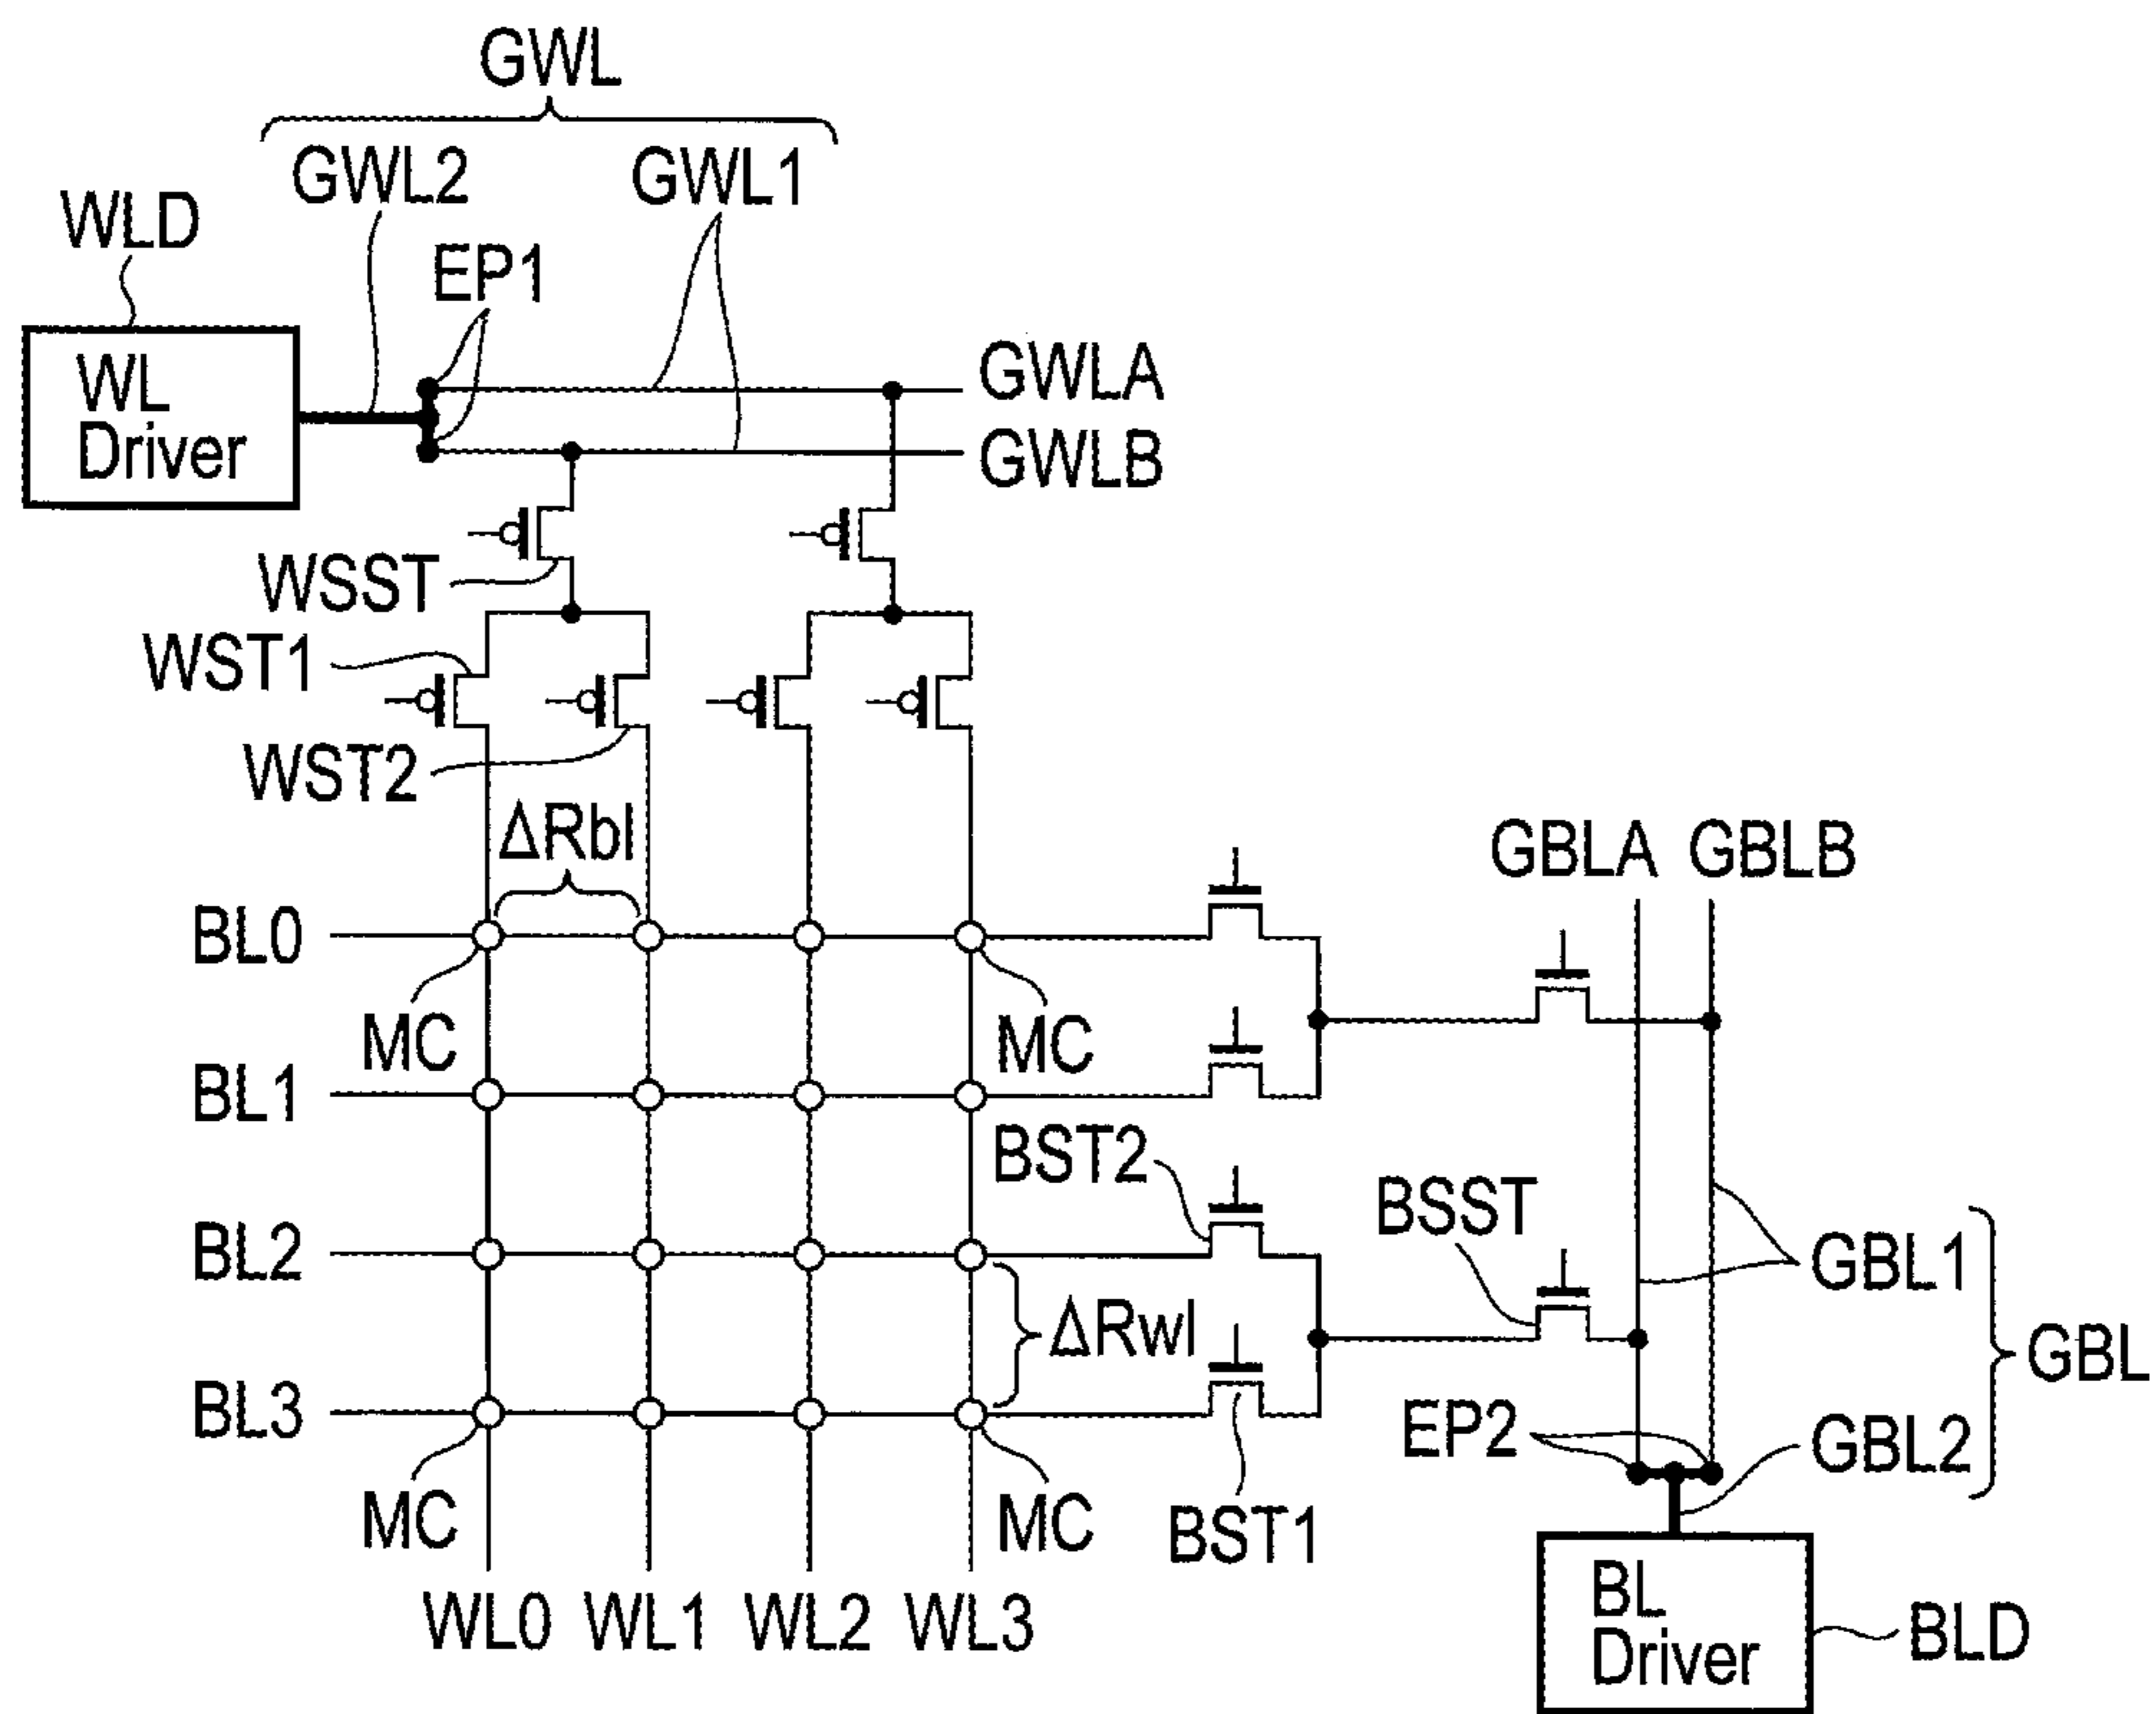 GWL
GWL2
GWL1
WLD
EP1
WL
Driver
GWLA
GWLB
WSST
WST1
WST2
ΔRbl
GBLA
GBLB
BL0
MC
MC
BL1
BST2
BSST
BL2
GBL1
ΔRwl
GBL
BL3
EP2
GBL2
MC
MC
BST1
WL0
WL1
WL2
WL3
BL
Driver
BLD